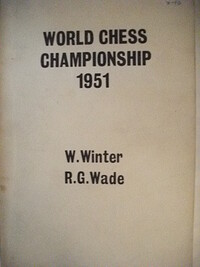 WORLD CHESS
CHAMPIONSHIP
1951
W.Winter
R.G.Wade